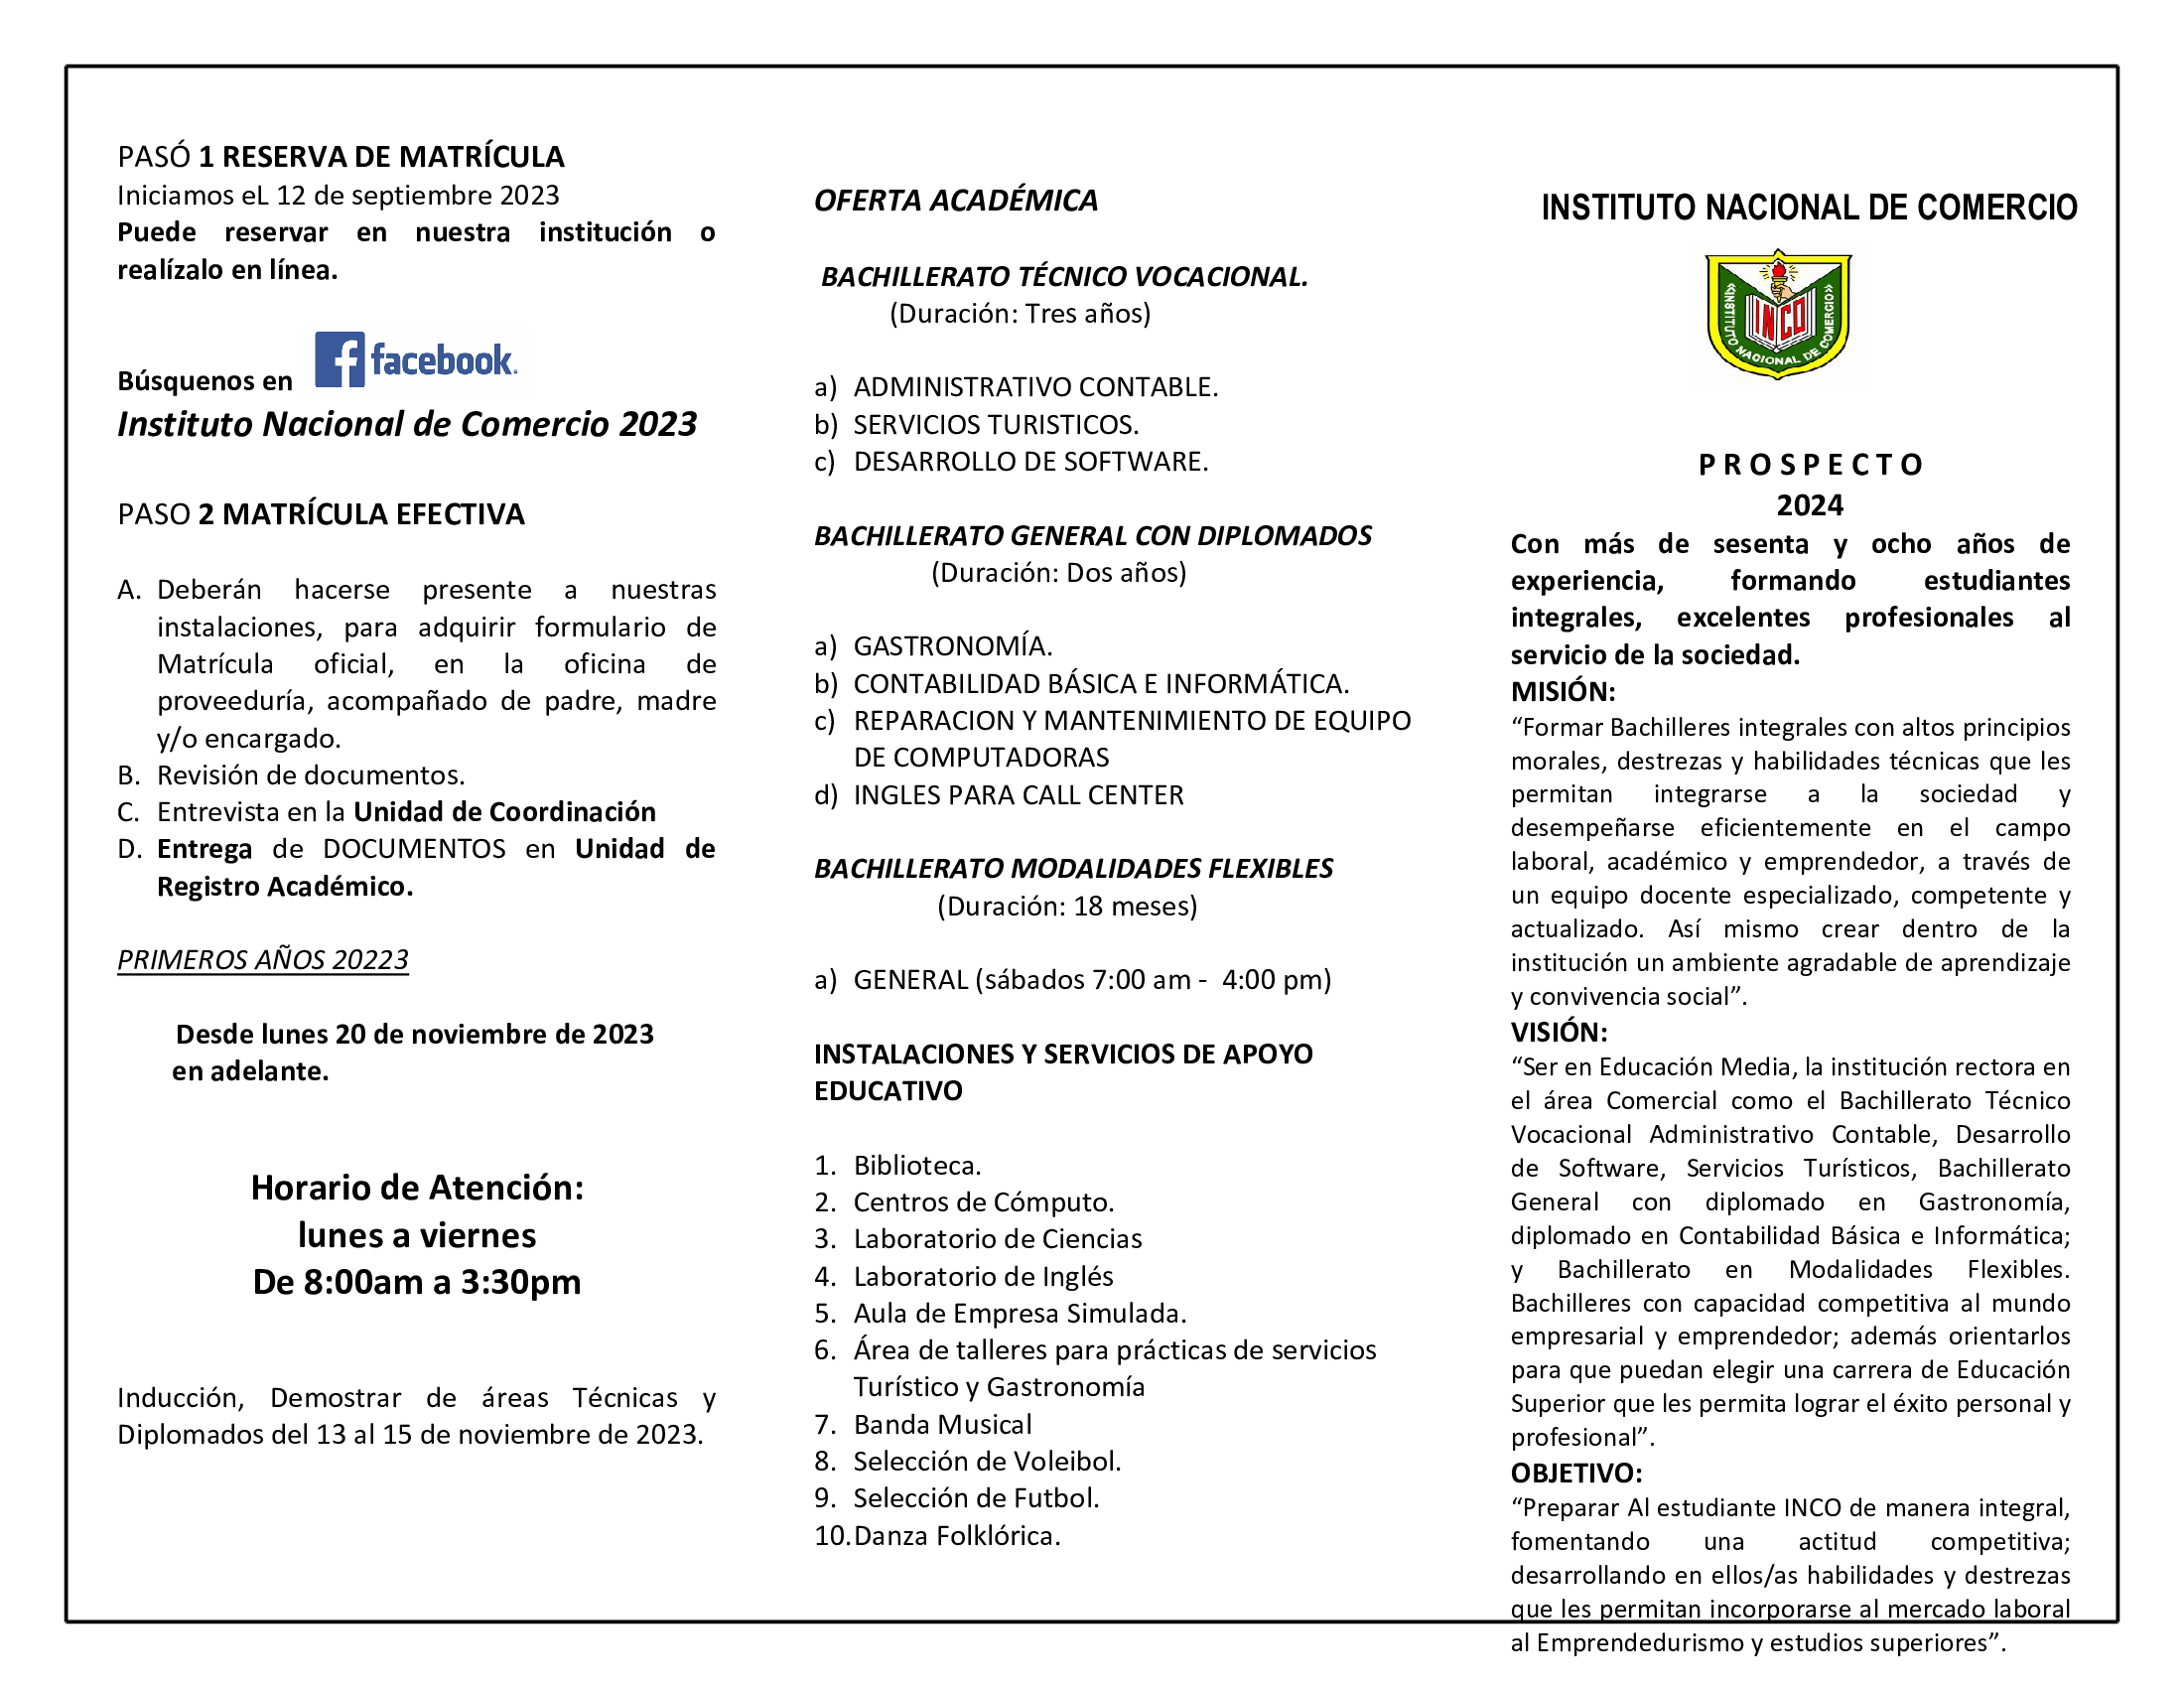 PASÓ 1 RESERVA DE MATRÍCULA
Iniciamos eL 12 de septiembre 2023
Puede reservar en nuestra institución o
realízalo en línea.
facebook.
Búsquenos en
Instituto Nacional de Comercio 2023
PASO 2 MATRÍCULA EFECTIVA
A. Deberán hacerse presente a nuestras
instalaciones, para adquirir formulario de
Matrícula oficial, en la oficina de
proveeduría, acompañado de padre, madre
y/o encargado.
B. Revisión de documentos.
C. Entrevista en la Unidad de Coordinación
D. Entrega de DOCUMENTOS en Unidad de
Registro Académico.
PRIMEROS AÑOS 20223
Desde lunes 20 de noviembre de 2023
en adelante.
Horario de Atención:
lunes a viernes
De 8:00am a 3:30pm
Inducción, Demostrar de áreas Técnicas y
Diplomados del 13 al 15 de noviembre de 2023.
OFERTA ACADÉMICA
BACHILLERATO TÉCNICO VOCACIONAL.
(Duración: Tres años)
a) ADMINISTRATIVO CONTABLE.
b) SERVICIOS TURISTICOS.
c) DESARROLLO DE SOFTWARE.
BACHILLERATO GENERAL CON DIPLOMADOS
(Duración: Dos años)
a) GASTRONOMÍA.
b) CONTABILIDAD BÁSICA E INFORMÁTICA.
c) REPARACION Y MANTENIMIENTO DE EQUIPO
DE COMPUTADORAS
d) INGLES PARA CALL CENTER
BACHILLERATO MODALIDADES FLEXIBLES
(Duración: 18 meses)
a) GENERAL (sábados 7:00 am - 4:00 pm)
INSTALACIONES Y SERVICIOS DE APOYO
EDUCATIVO
1. Biblioteca.
2. Centros de Cómputo.
3. Laboratorio de Ciencias
4. Laboratorio de Inglés
5. Aula de Empresa Simulada.
6. Área de talleres para prácticas de servicios
Turístico y Gastronomía
7. Banda Musical
8. Selección de Voleibol.
9. Selección de Futbol.
10. Danza Folklórica.
INSTITUTO NACIONAL DE COMERCIO
INCO
«INSTITUTO NACIONAL DE COMERCIO»
P R O S P E C T O
2024
Con más de sesenta y ocho años de
experiencia, formando estudiantes
integrales, excelentes profesionales al
servicio de la sociedad.
MISIÓN:
“Formar Bachilleres integrales con altos principios
morales, destrezas y habilidades técnicas que les
permitan integrarse a la sociedad y
desempeñarse eficientemente en el campo
laboral, académico y emprendedor, a través de
un equipo docente especializado, competente y
actualizado. Así mismo crear dentro de la
institución un ambiente agradable de aprendizaje
y convivencia social”.
VISIÓN:
“Ser en Educación Media, la institución rectora en
el área Comercial como el Bachillerato Técnico
Vocacional Administrativo Contable, Desarrollo
de Software, Servicios Turísticos, Bachillerato
General con diplomado en Gastronomía,
diplomado en Contabilidad Básica e Informática;
y Bachillerato en Modalidades Flexibles.
Bachilleres con capacidad competitiva al mundo
empresarial y emprendedor; además orientarlos
para que puedan elegir una carrera de Educación
Superior que les permita lograr el éxito personal y
profesional”.
OBJETIVO:
“Preparar Al estudiante INCO de manera integral,
fomentando una actitud competitiva;
desarrollando en ellos/as habilidades y destrezas
que les permitan incorporarse al mercado laboral
al Emprendedurismo y estudios superiores”.